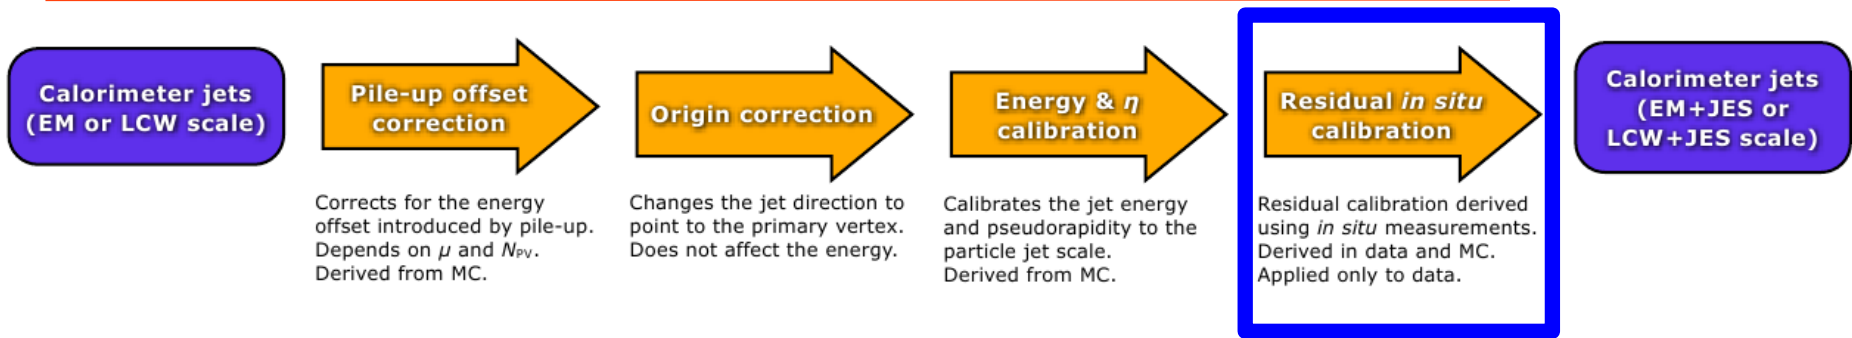 Calorimeter jets
(EM or LCW scale)
Pile-up offset
correction
Corrects for the energy
offset introduced by pile-up.
Depends on μ and NPV.
Derived from MC.
Origin correction
Changes the jet direction to
point to the primary vertex.
Does not affect the energy.
Energy & η
calibration
Calibrates the jet energy
and pseudorapidity to the
particle jet scale.
Derived from MC.
Residual in situ
calibration
Residual calibration derived
using in situ measurements.
Derived in data and MC.
Applied only to data.
Calorimeter jets
(EM+JES or
LCW+JES scale)